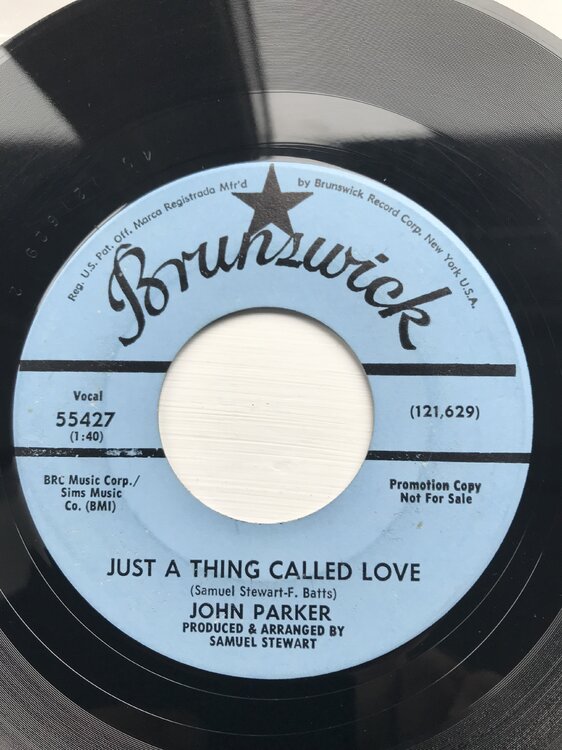 Reg. U.S. Pat. Off. Marca Registrada Mfr'd by Brunswick Record Corp. New York U.S.A.
Brunswick
Vocal
55427
(1:40)
(121,629)
BRC Music Corp./
Sims Music
Co. (BMI)
Promotion Copy
Not For Sale
JUST A THING CALLED LOVE
(Samuel Stewart-F. Batts)
JOHN PARKER
PRODUCED & ARRANGED BY
SAMUEL STEWART